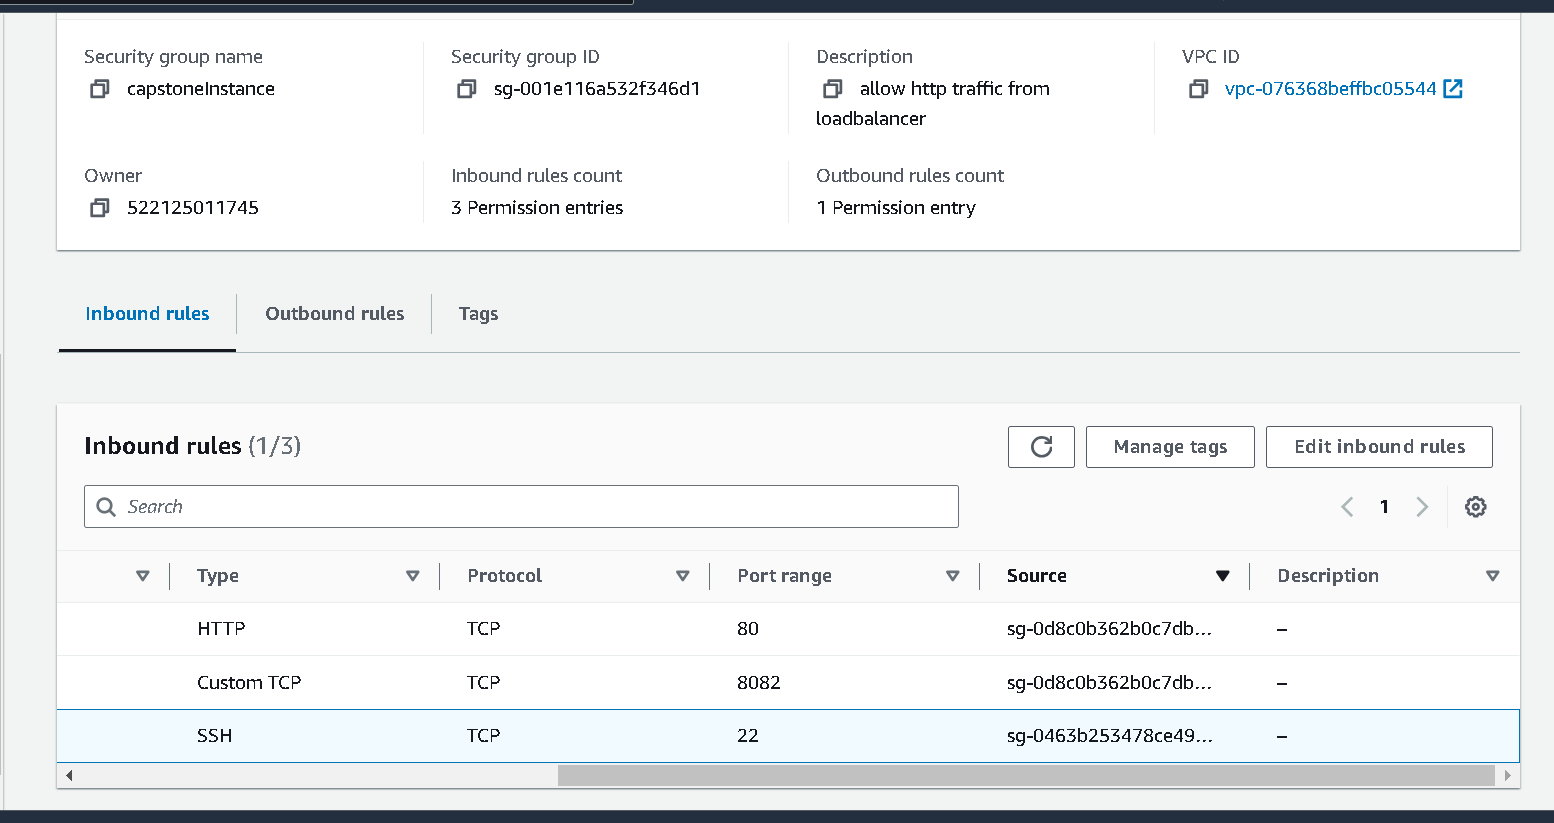 Security group name
capstoneInstance
Security group ID
sg-001e116a532f346d1
Description
allow http traffic from
loadbalancer
VPC ID
vpc-076368beffbc05544
Owner
522125011745
Inbound rules count
3 Permission entries
Outbound rules count
1 Permission entry
Inbound rules Outbound rules Tags
Inbound rules (1/3)
Manage tags
Edit inbound rules
Search
1
Type Protocol Port range Source Description
HTTP TCP 80 sg-0d8c0b362b0c7db... –
Custom TCP TCP 8082 sg-0d8c0b362b0c7db... –
SSH TCP 22 sg-0463b253478ce49... –